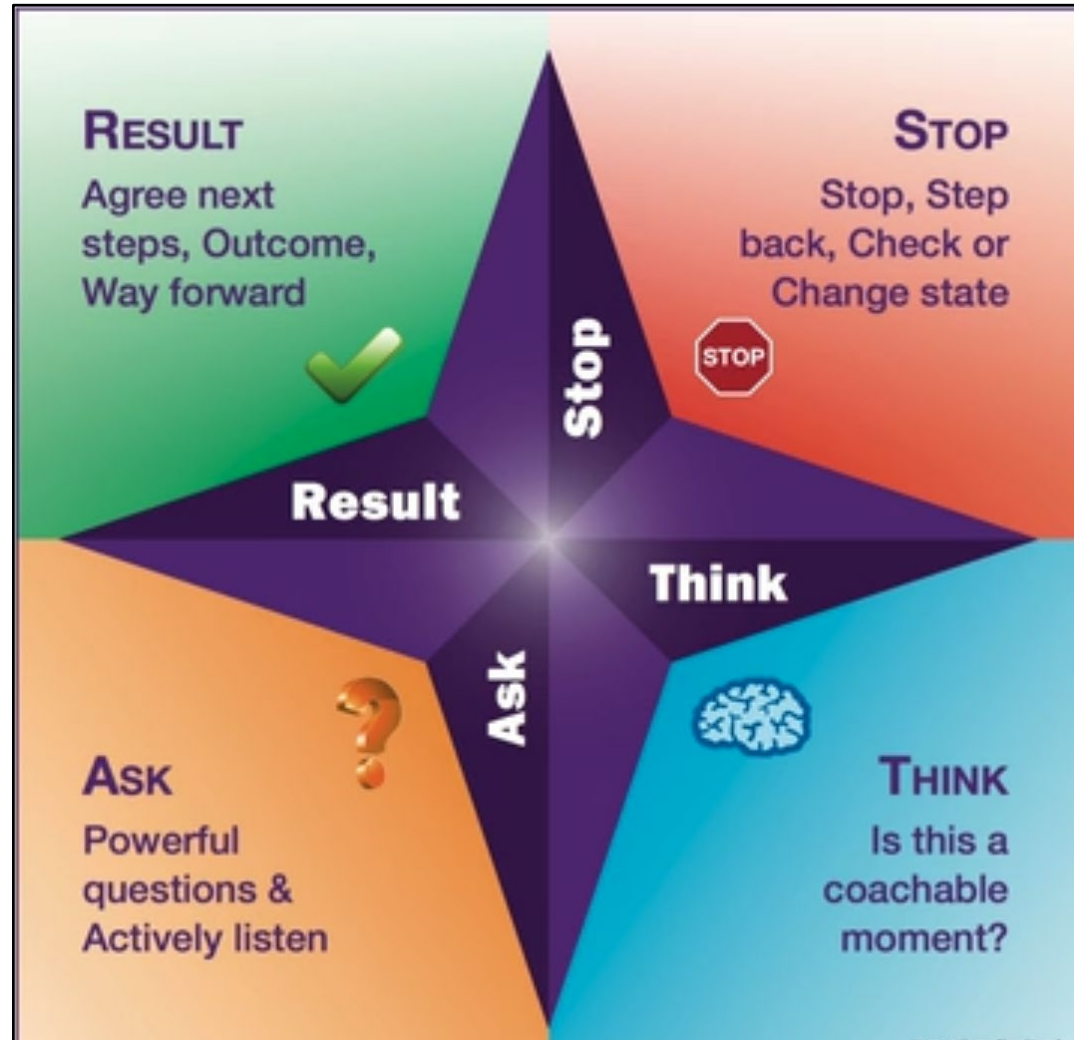 RESULT
Agree next
steps, Outcome,
Way forward
STOP
Stop, Step
back, Check or
Change state
STOP
Stop
Result
Think
Ask
ASK
Powerful
questions &
Actively listen
THINK
Is this a
coachable
moment?